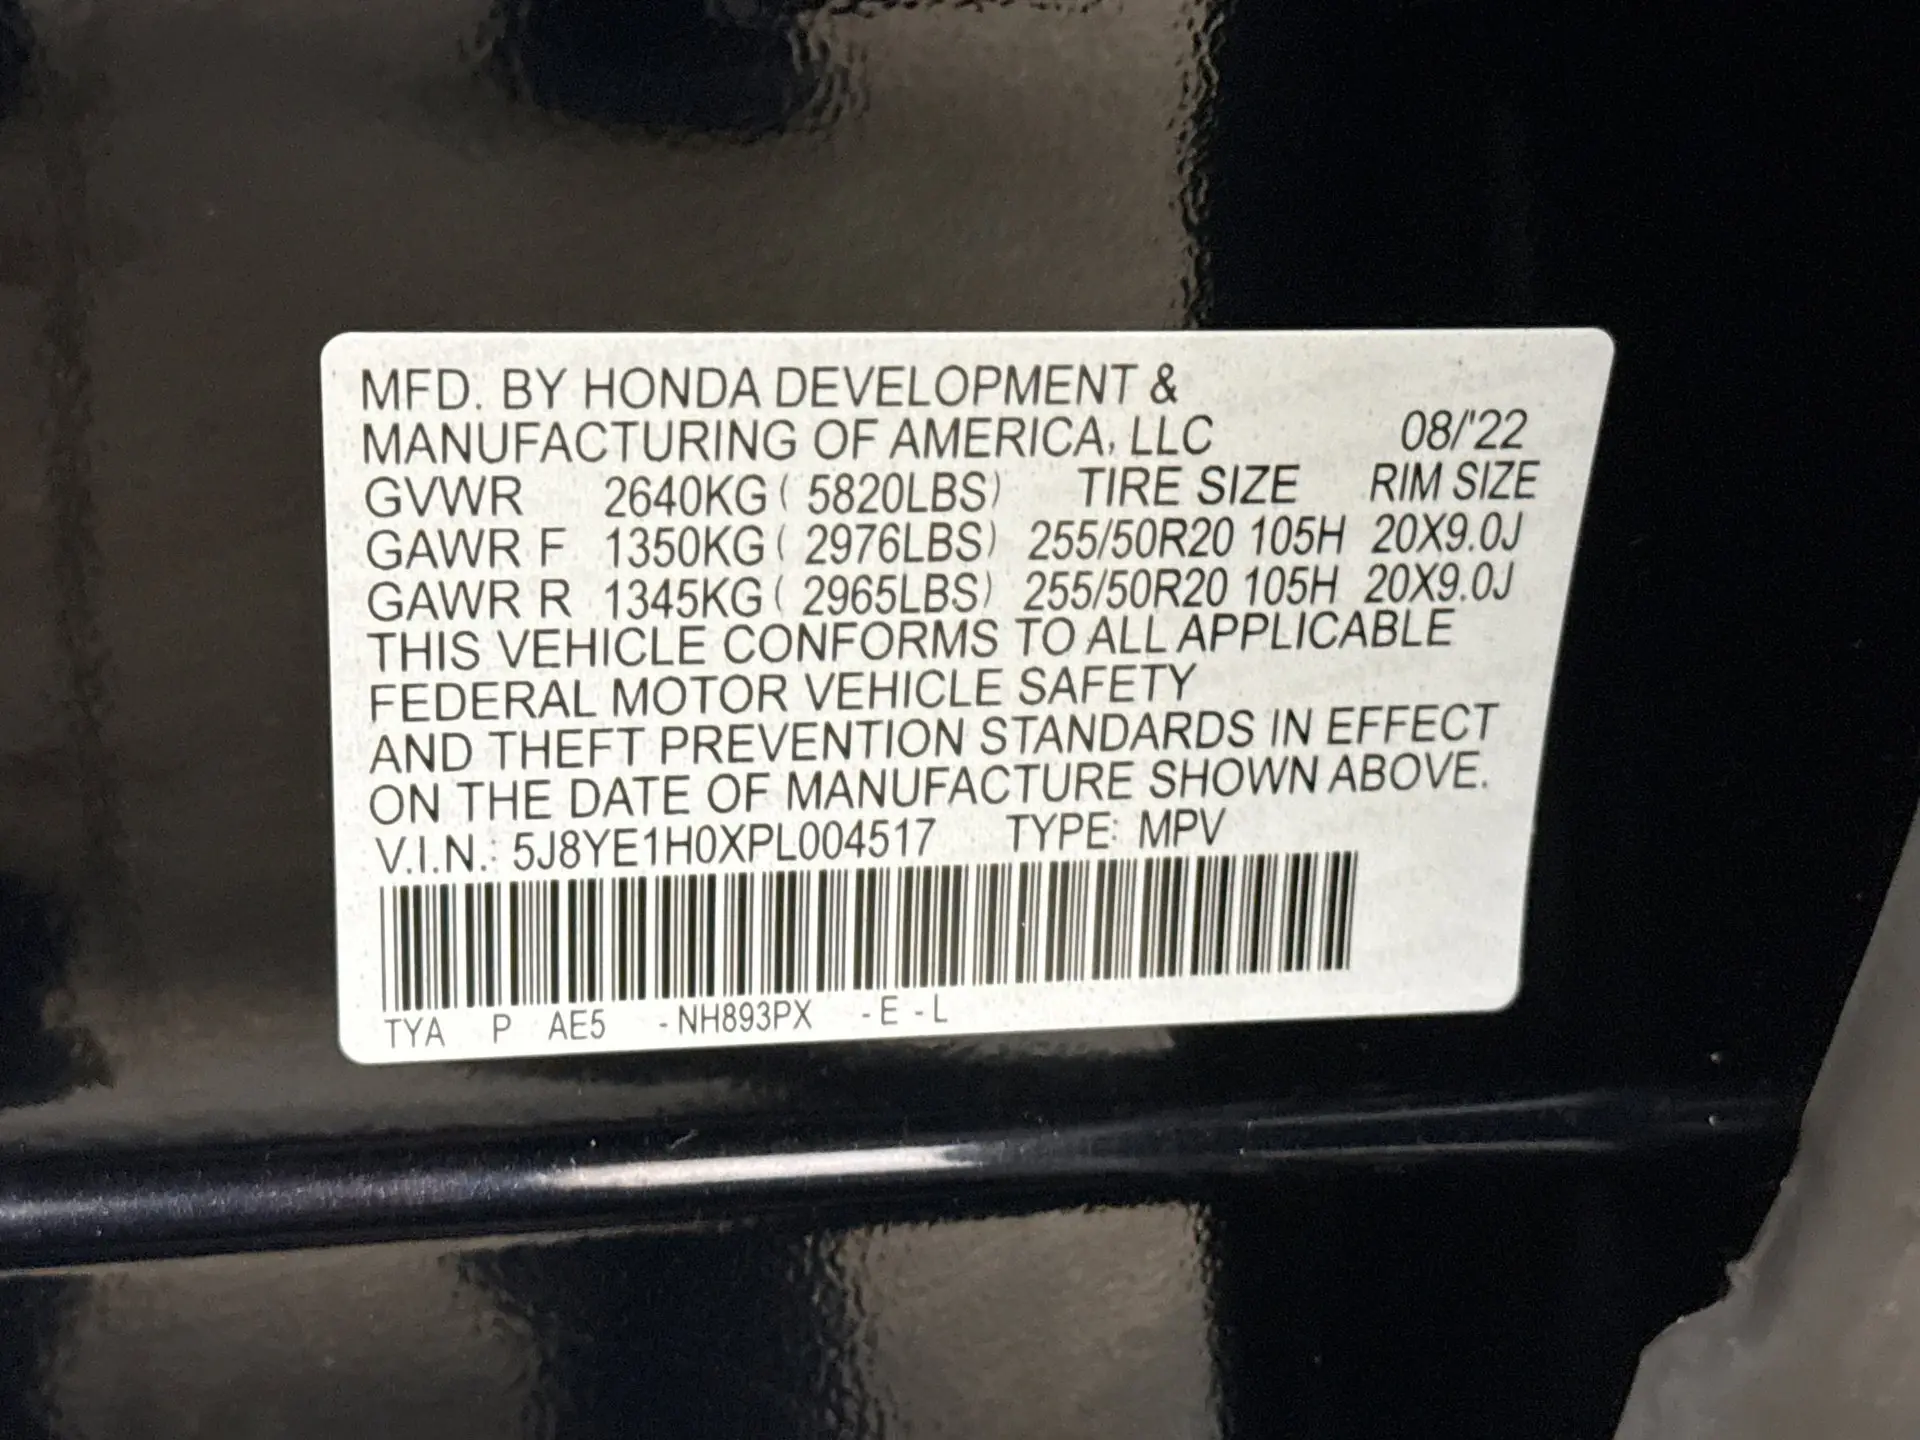 MFD. BY HONDA DEVELOPMENT &
MANUFACTURING OF AMERICA, LLC 08/'22
GVWR 2640KG ( 5820LBS) TIRE SIZE RIM SIZE
GAWR F 1350KG ( 2976LBS) 255/50R20 105H 20X9.0J
GAWR R 1345KG ( 2965LBS) 255/50R20 105H 20X9.0J
THIS VEHICLE CONFORMS TO ALL APPLICABLE
FEDERAL MOTOR VEHICLE SAFETY
AND THEFT PREVENTION STANDARDS IN EFFECT
ON THE DATE OF MANUFACTURE SHOWN ABOVE.
V.I.N.: 5J8YE1H0XPL004517 TYPE: MPV
TYA P AE5 -NH893PX -E -L